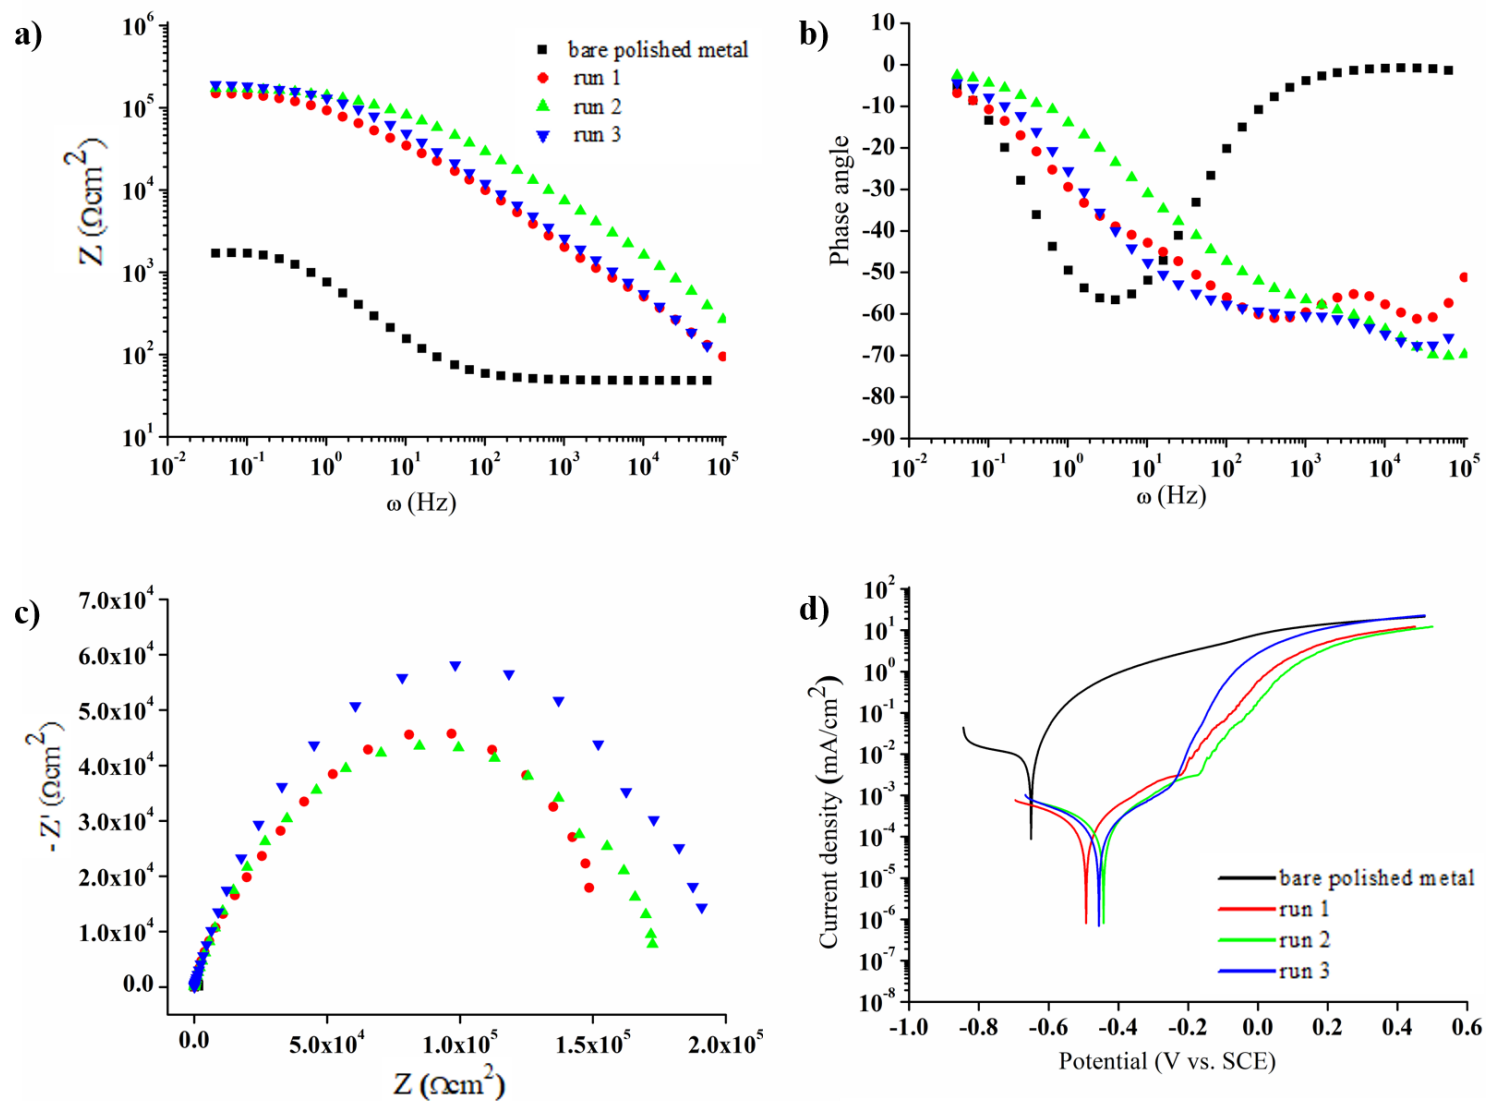 a)
10^6
10^5
10^4
10^3
10^2
10^1
Z (Ωcm^2)
bare polished metal
run 1
run 2
run 3
10^-2 10^-1 10^0 10^1 10^2 10^3 10^4 10^5
ω (Hz)
b)
10
0
-10
-20
-30
-40
-50
-60
-70
-80
-90
Phase angle
10^-2 10^-1 10^0 10^1 10^2 10^3 10^4 10^5
ω (Hz)
c)
7.0x10^4
6.0x10^4
5.0x10^4
4.0x10^4
3.0x10^4
2.0x10^4
1.0x10^4
0.0
-Z' (Ωcm^2)
0.0 5.0x10^4 1.0x10^5 1.5x10^5 2.0x10^5
Z (Ωcm^2)
d)
10^2
10^1
10^0
10^-1
10^-2
10^-3
10^-4
10^-5
10^-6
10^-7
10^-8
Current density (mA/cm^2)
bare polished metal
run 1
run 2
run 3
-1.0 -0.8 -0.6 -0.4 -0.2 0.0 0.2 0.4 0.6
Potential (V vs. SCE)